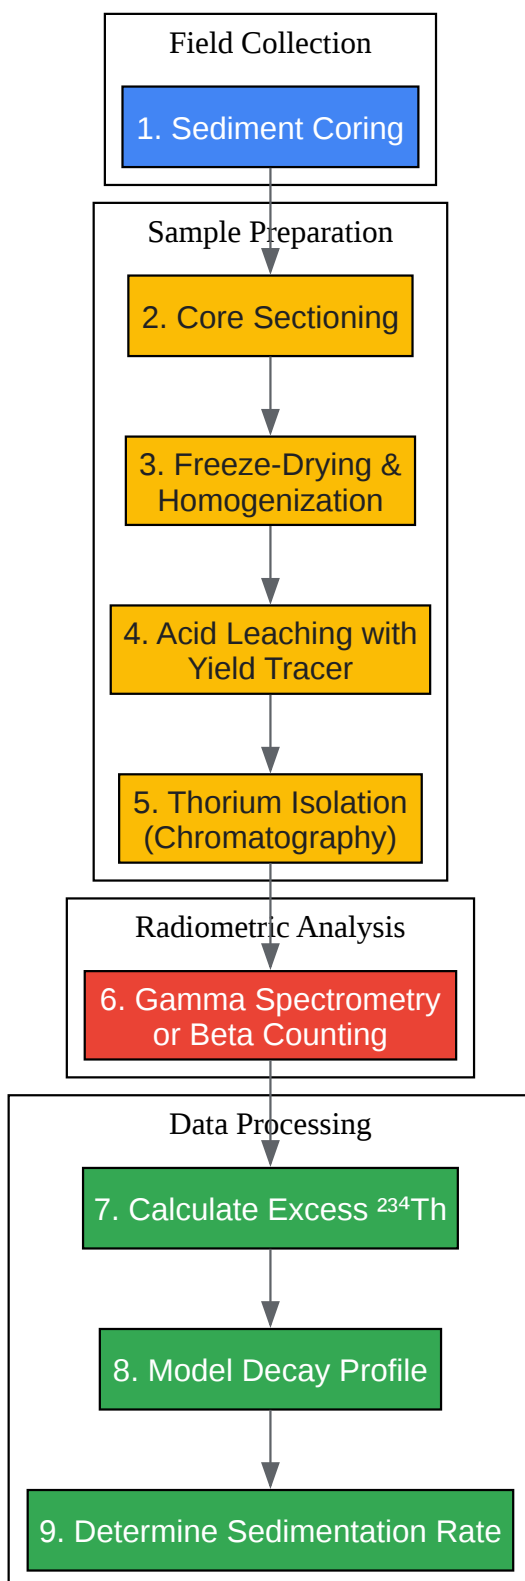 Field Collection
1. Sediment Coring
Sample Preparation
2. Core Sectioning
3. Freeze-Drying &
Homogenization
4. Acid Leaching with
Yield Tracer
5. Thorium Isolation
(Chromatography)
Radiometric Analysis
6. Gamma Spectrometry
or Beta Counting
Data Processing
7. Calculate Excess ²³⁴Th
8. Model Decay Profile
9. Determine Sedimentation Rate